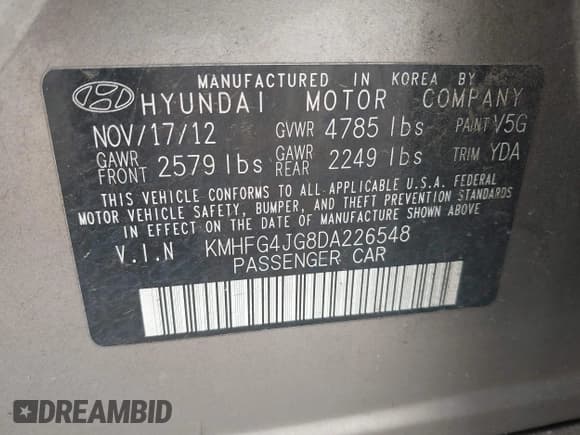 MANUFACTURED IN KOREA BY
HYUNDAI MOTOR COMPANY
NOV/17/12 GVWR 4785 lbs PAINT V5G
GAWR FRONT 2579 lbs GAWR REAR 2249 lbs TRIM YDA
THIS VEHICLE CONFORMS TO ALL APPLICABLE U.S.A. FEDERAL
MOTOR VEHICLE SAFETY, BUMPER, AND THEFT PREVENTION STANDARDS
IN EFFECT ON THE DATE OF MANUFACTURE SHOWN ABOVE
V.I.N KMHFG4JG8DA226548
PASSENGER CAR
DREAMBID